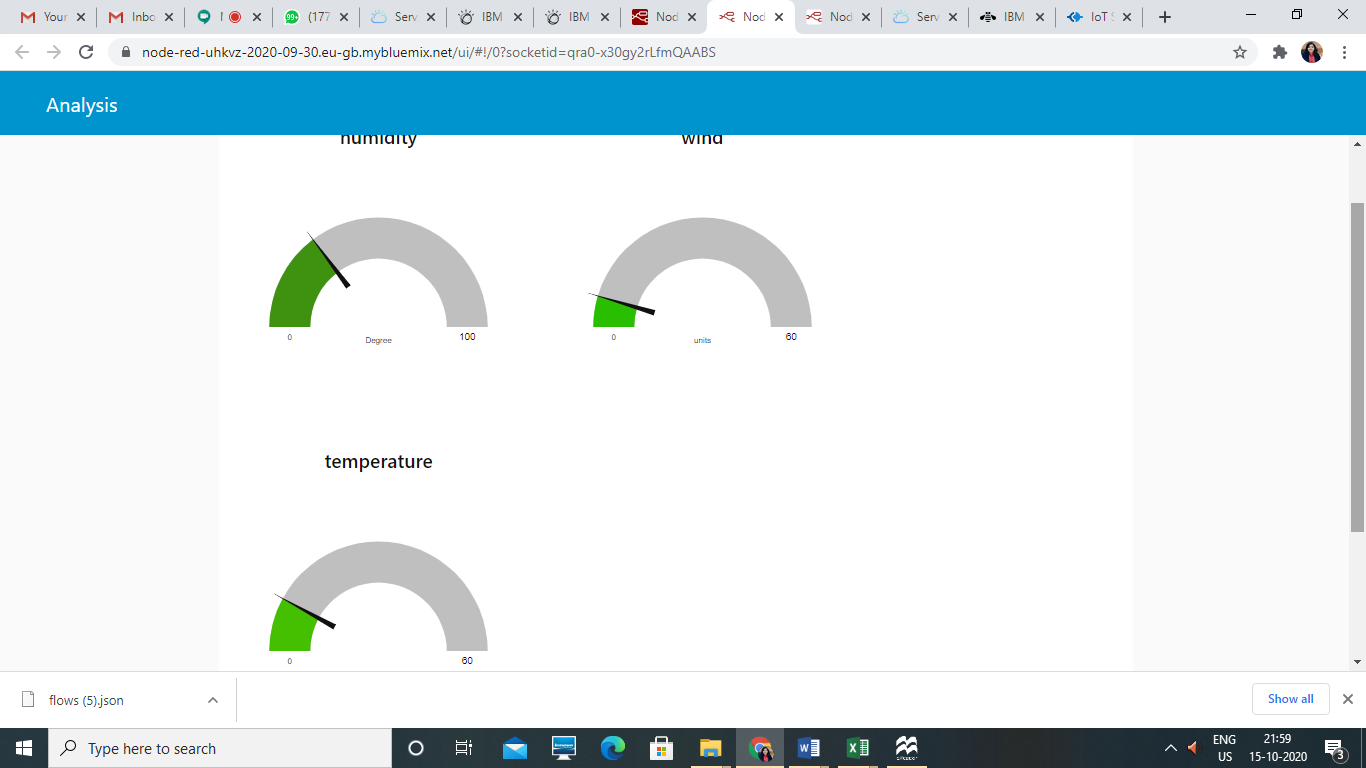 Your
Inbo
(177
Serv
IBM
IBM
Nod
Nod
Nod
Serv
IBM
IoT S
node-red-uhkvz-2020-09-30.eu-gb.mybluemix.net/ui/#!/0?socketid=qra0-x30gy2rLfmQAABS
Analysis
humidity wind
0 Degree 100
0 units 60
temperature
0 60
flows (5).json
Show all
Type here to search
ENG 21:59
US 15-10-2020
3